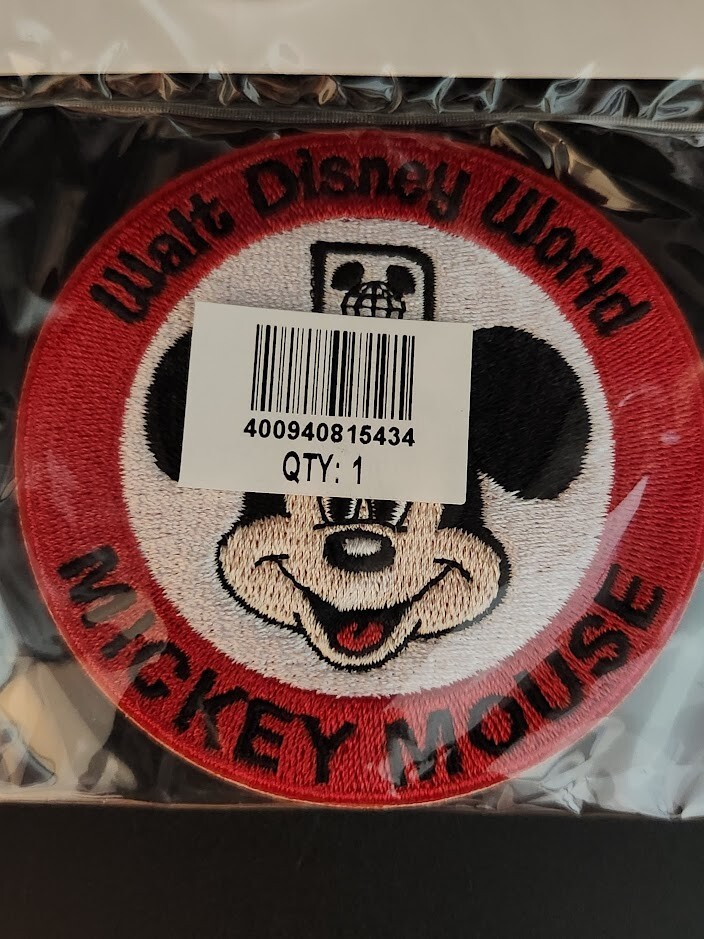 Walt Disney World
400940815434
QTY: 1
MICKEY MOUSE